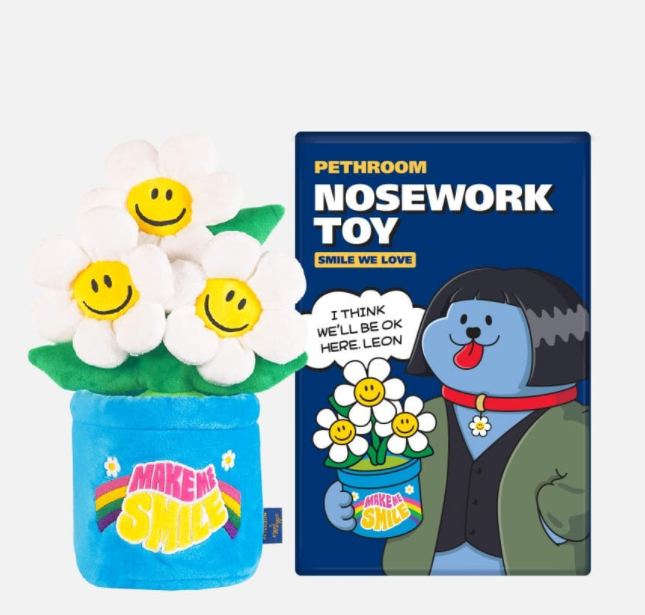 PETHROOM
NOSEWORK
TOY
SMILE WE LOVE
I THINK
WE'LL BE OK
HERE. LEON
MAKE ME
SMILE
MAKE ME
SMILE